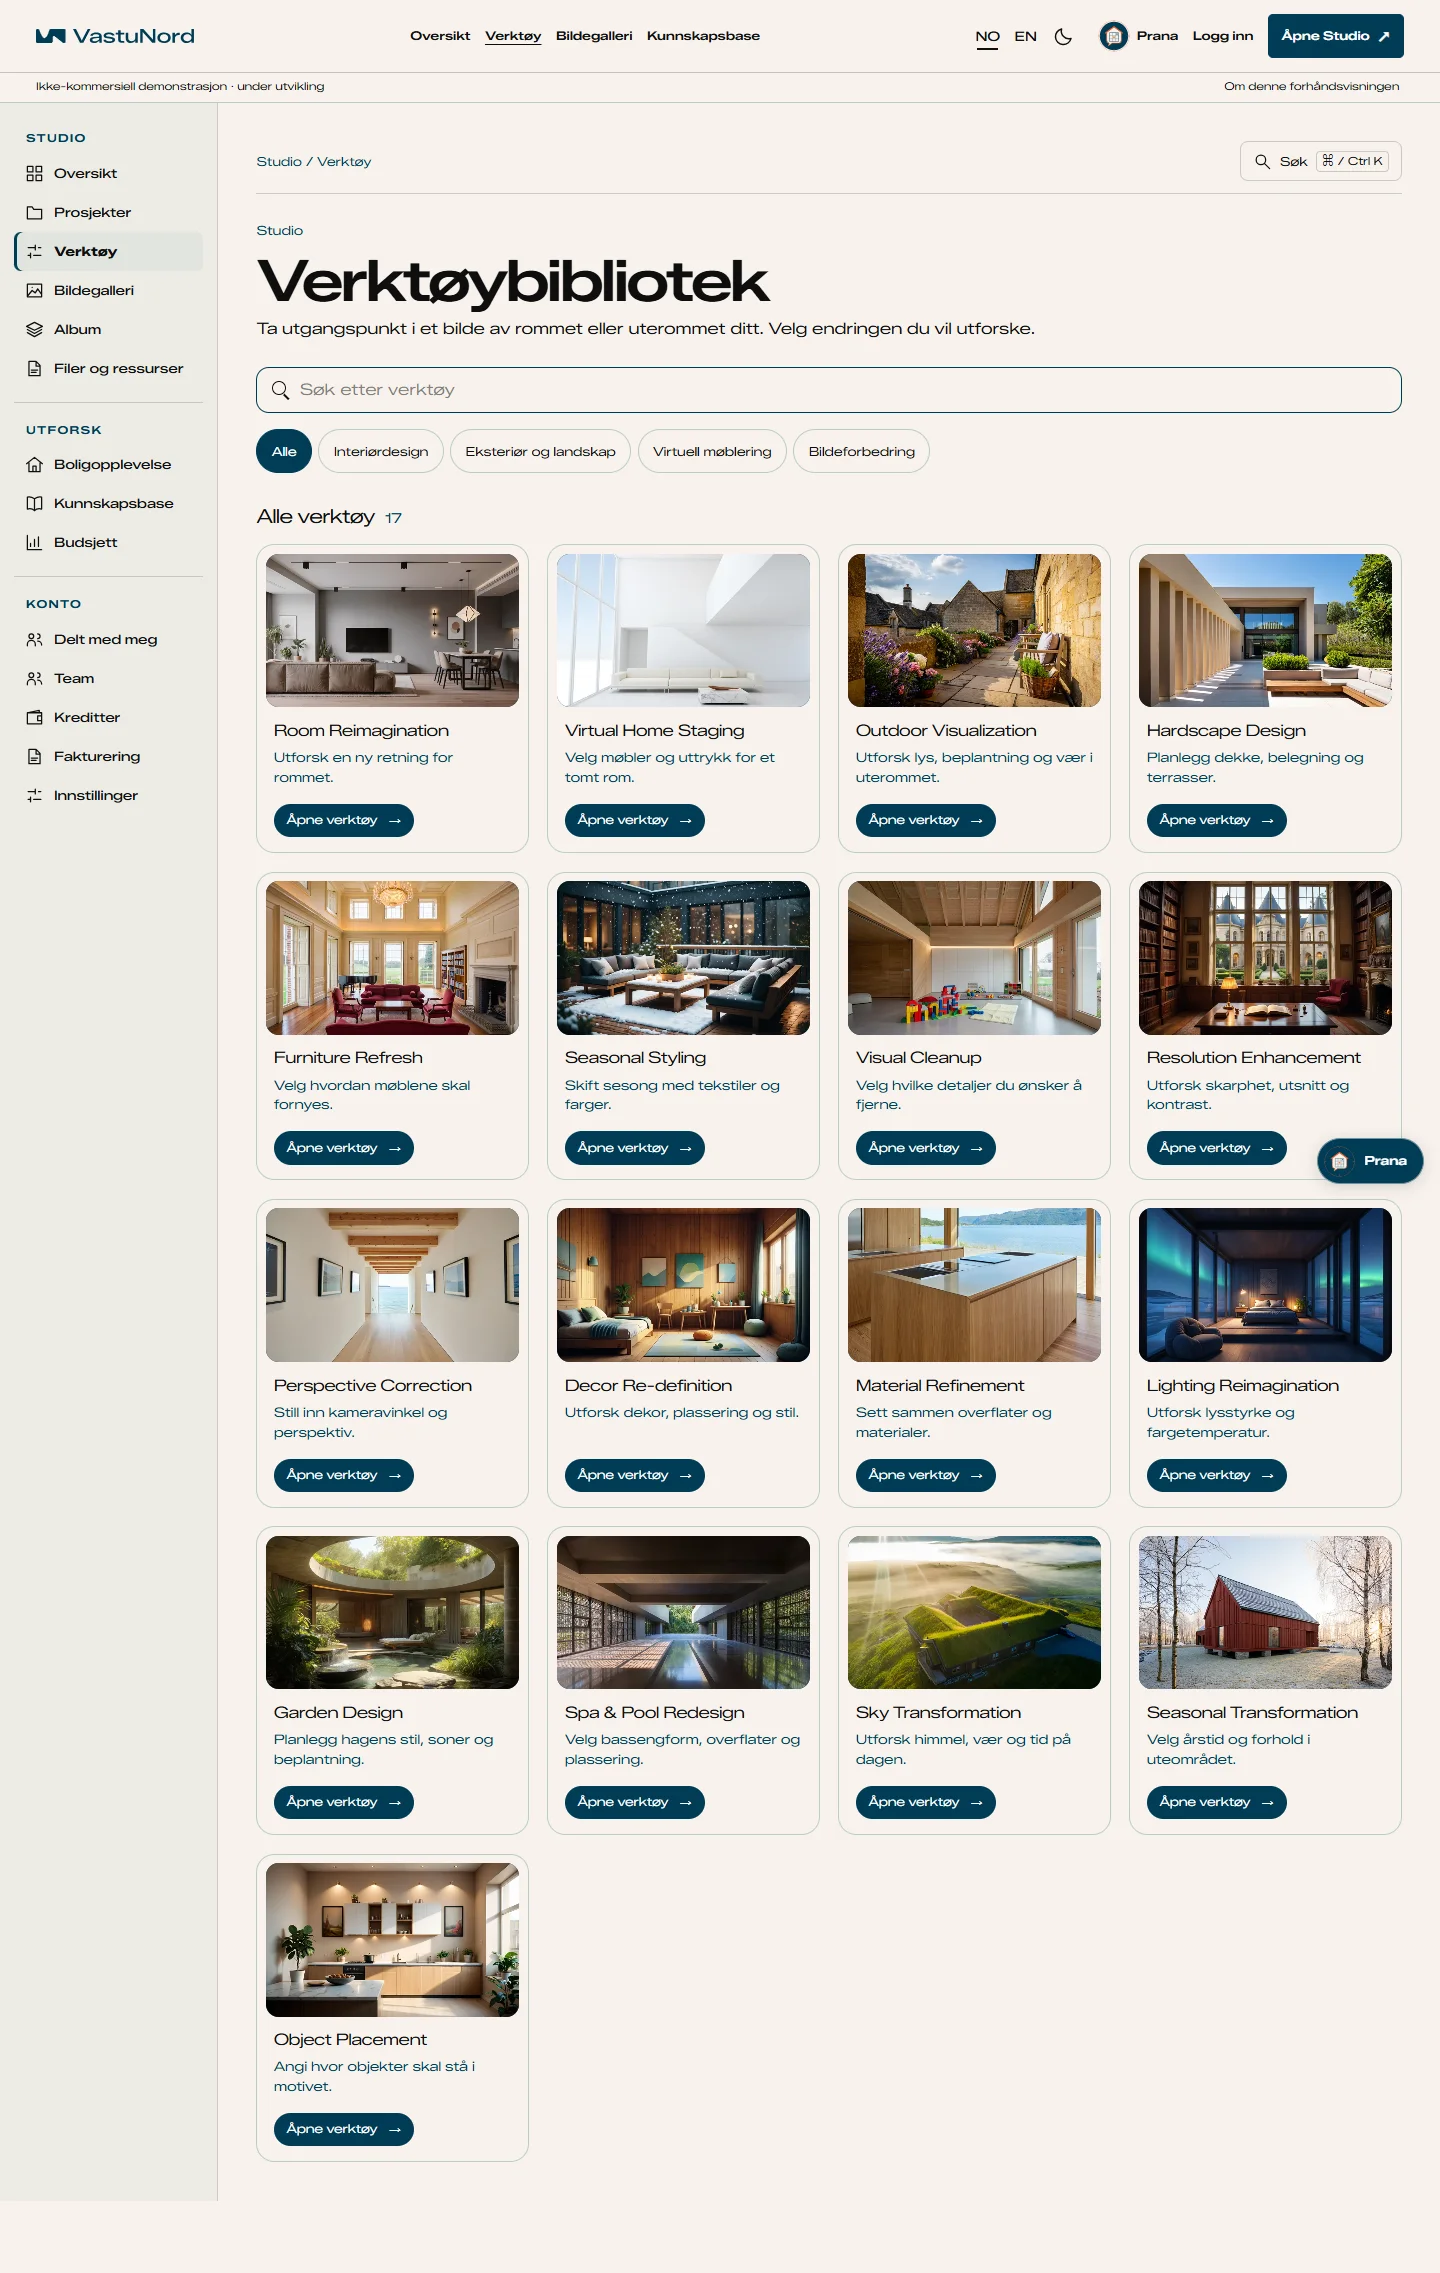 VastuNord
Oversikt Verktøy Bildegalleri Kunnskapsbase
NO EN Prana Logg inn Åpne Studio ↗
Ikke-kommersiell demonstrasjon · under utvikling
Om denne forhåndsvisningen
STUDIO
Oversikt
Prosjekter
Verktøy
Bildegalleri
Album
Filer og ressurser
UTFORSK
Boligopplevelse
Kunnskapsbase
Budsjett
KONTO
Delt med meg
Team
Kreditter
Fakturering
Innstillinger
Studio / Verktøy
Søk ⌘ / Ctrl K
Studio
Verktøybibliotek
Ta utgangspunkt i et bilde av rommet eller uterommet ditt. Velg endringen du vil utforske.
Søk etter verktøy
Alle Interiørdesign Eksteriør og landskap Virtuell møblering Bildeforbedring
Alle verktøy 17
Room Reimagination
Utforsk en ny retning for
rommet.
Åpne verktøy →
Virtual Home Staging
Velg møbler og uttrykk for et
tomt rom.
Åpne verktøy →
Outdoor Visualization
Utforsk lys, beplantning og vær i
uterommet.
Åpne verktøy →
Hardscape Design
Planlegg dekke, belegning og
terrasser.
Åpne verktøy →
Furniture Refresh
Velg hvordan møblene skal
fornyes.
Åpne verktøy →
Seasonal Styling
Skift sesong med tekstiler og
farger.
Åpne verktøy →
Visual Cleanup
Velg hvilke detaljer du ønsker å
fjerne.
Åpne verktøy →
Resolution Enhancement
Utforsk skarphet, utsnitt og
kontrast.
Åpne verktøy →
Prana
Perspective Correction
Still inn kameravinkel og
perspektiv.
Åpne verktøy →
Decor Re-definition
Utforsk dekor, plassering og stil.
Åpne verktøy →
Material Refinement
Sett sammen overflater og
materialer.
Åpne verktøy →
Lighting Reimagination
Utforsk lysstyrke og
fargetemperatur.
Åpne verktøy →
Garden Design
Planlegg hagens stil, soner og
beplantning.
Åpne verktøy →
Spa & Pool Redesign
Velg bassengform, overflater og
plassering.
Åpne verktøy →
Sky Transformation
Utforsk himmel, vær og tid på
dagen.
Åpne verktøy →
Seasonal Transformation
Velg årstid og forhold i
uteområdet.
Åpne verktøy →
Object Placement
Angi hvor objekter skal stå i
motivet.
Åpne verktøy →